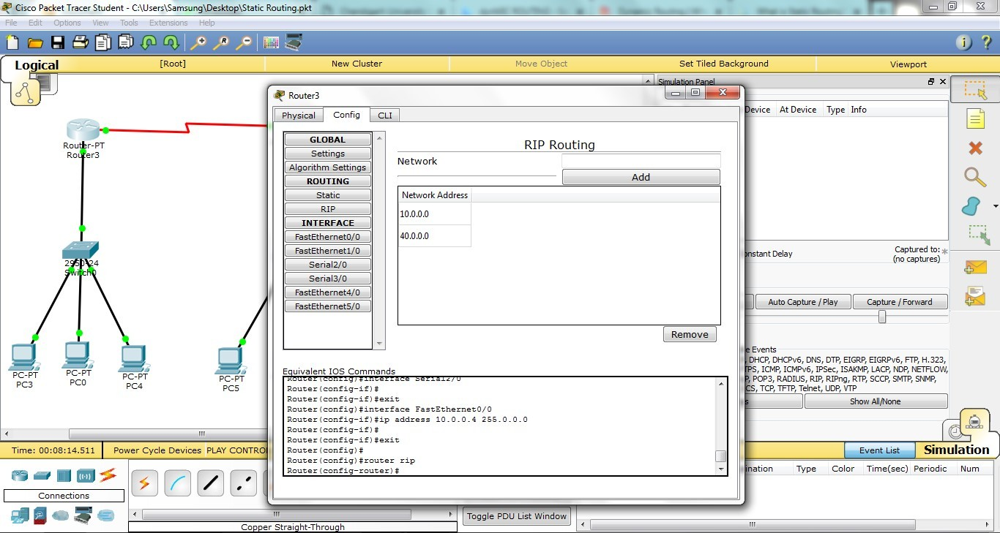 Cisco Packet Tracer Student - C:\Users\Samsung\Desktop\Static Routing.pkt
File Edit Options View Tools Extensions Help
Logical
[Root]
New Cluster
Move Object
Set Tiled Background
Viewport
Router-PT
Router3
2950-24
Switch0
PC-PT
PC3
PC-PT
PC0
PC-PT
PC4
PC-PT
PC5
Router3
Physical
Config
CLI
GLOBAL
Settings
Algorithm Settings
ROUTING
Static
RIP
INTERFACE
FastEthernet0/0
FastEthernet1/0
Serial2/0
Serial3/0
FastEthernet4/0
FastEthernet5/0
RIP Routing
Network
Add
Network Address
10.0.0.0
40.0.0.0
Remove
Equivalent IOS Commands
Router(config)#interface Serial2/0
Router(config-if)#
Router(config-if)#exit
Router(config)#interface FastEthernet0/0
Router(config-if)#ip address 10.0.0.4 255.0.0.0
Router(config-if)#
Router(config-if)#exit
Router(config)#
Router(config)#router rip
Router(config-router)#
Simulation Panel
Device At Device Type Info
onstant Delay
Captured to: *
(no captures)
Auto Capture / Play
Capture / Forward
e Events
, DHCP, DHCPv6, DNS, DTP, EIGRP, EIGRPv6, FTP, H.323,
TPS, ICMP, ICMPv6, IPSec, ISAKMP, LACP, NDP, NETFLOW,
P, POP3, RADIUS, RIP, RIPng, RTP, SCCP, SMTP, SNMP,
CS, TCP, TFTP, Telnet, UDP, VTP
s
Show All/None
Time: 00:08:14.511
Power Cycle Devices PLAY CONTRO
Event List
Simulation
Connections
Copper Straight-Through
Toggle PDU List Window
ination Type Color Time(sec) Periodic Num